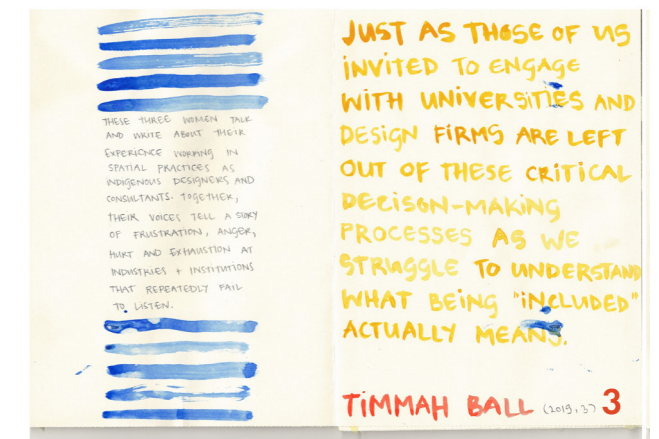 THESE THREE WOMEN TALK
AND WRITE ABOUT THEIR
EXPERIENCE WORKING IN
SPATIAL PRACTICES AS
INDIGENOUS DESIGNERS AND
CONSULTANTS. TOGETHER,
THEIR VOICES TELL A STORY
OF FRUSTRATION, ANGER,
HURT AND EXHAUSTION AT
INDUSTRIES + INSTITUTIONS
THAT REPEATEDLY FAIL
TO LISTEN.
JUST AS THOSE OF US
INVITED TO ENGAGE
WITH UNIVERSITIES AND
DESIGN FIRMS ARE LEFT
OUT OF THESE CRITICAL
DECISON-MAKING
PROCESSES AS WE
STRUGGLE TO UNDERSTAND
WHAT BEING "INCLUDED"
ACTUALLY MEANS.
TIMMAH BALL (2019, 37) 3